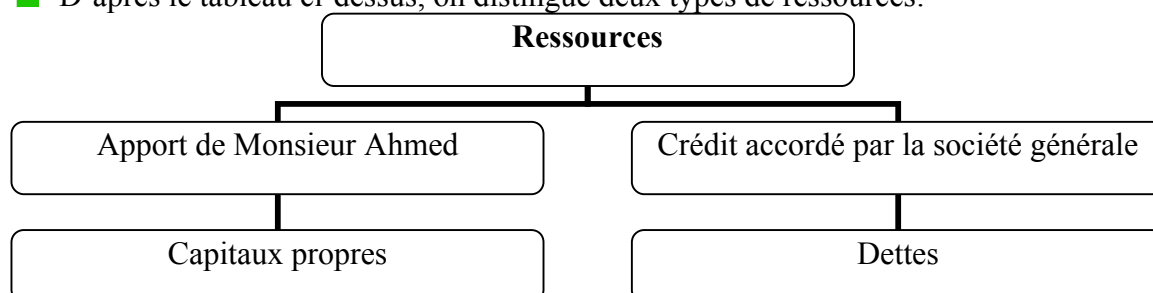 D'après le tableau ci-dessus, on distingue deux types de ressources:
Ressources
Apport de Monsieur Ahmed
Crédit accordé par la société générale
Capitaux propres
Dettes